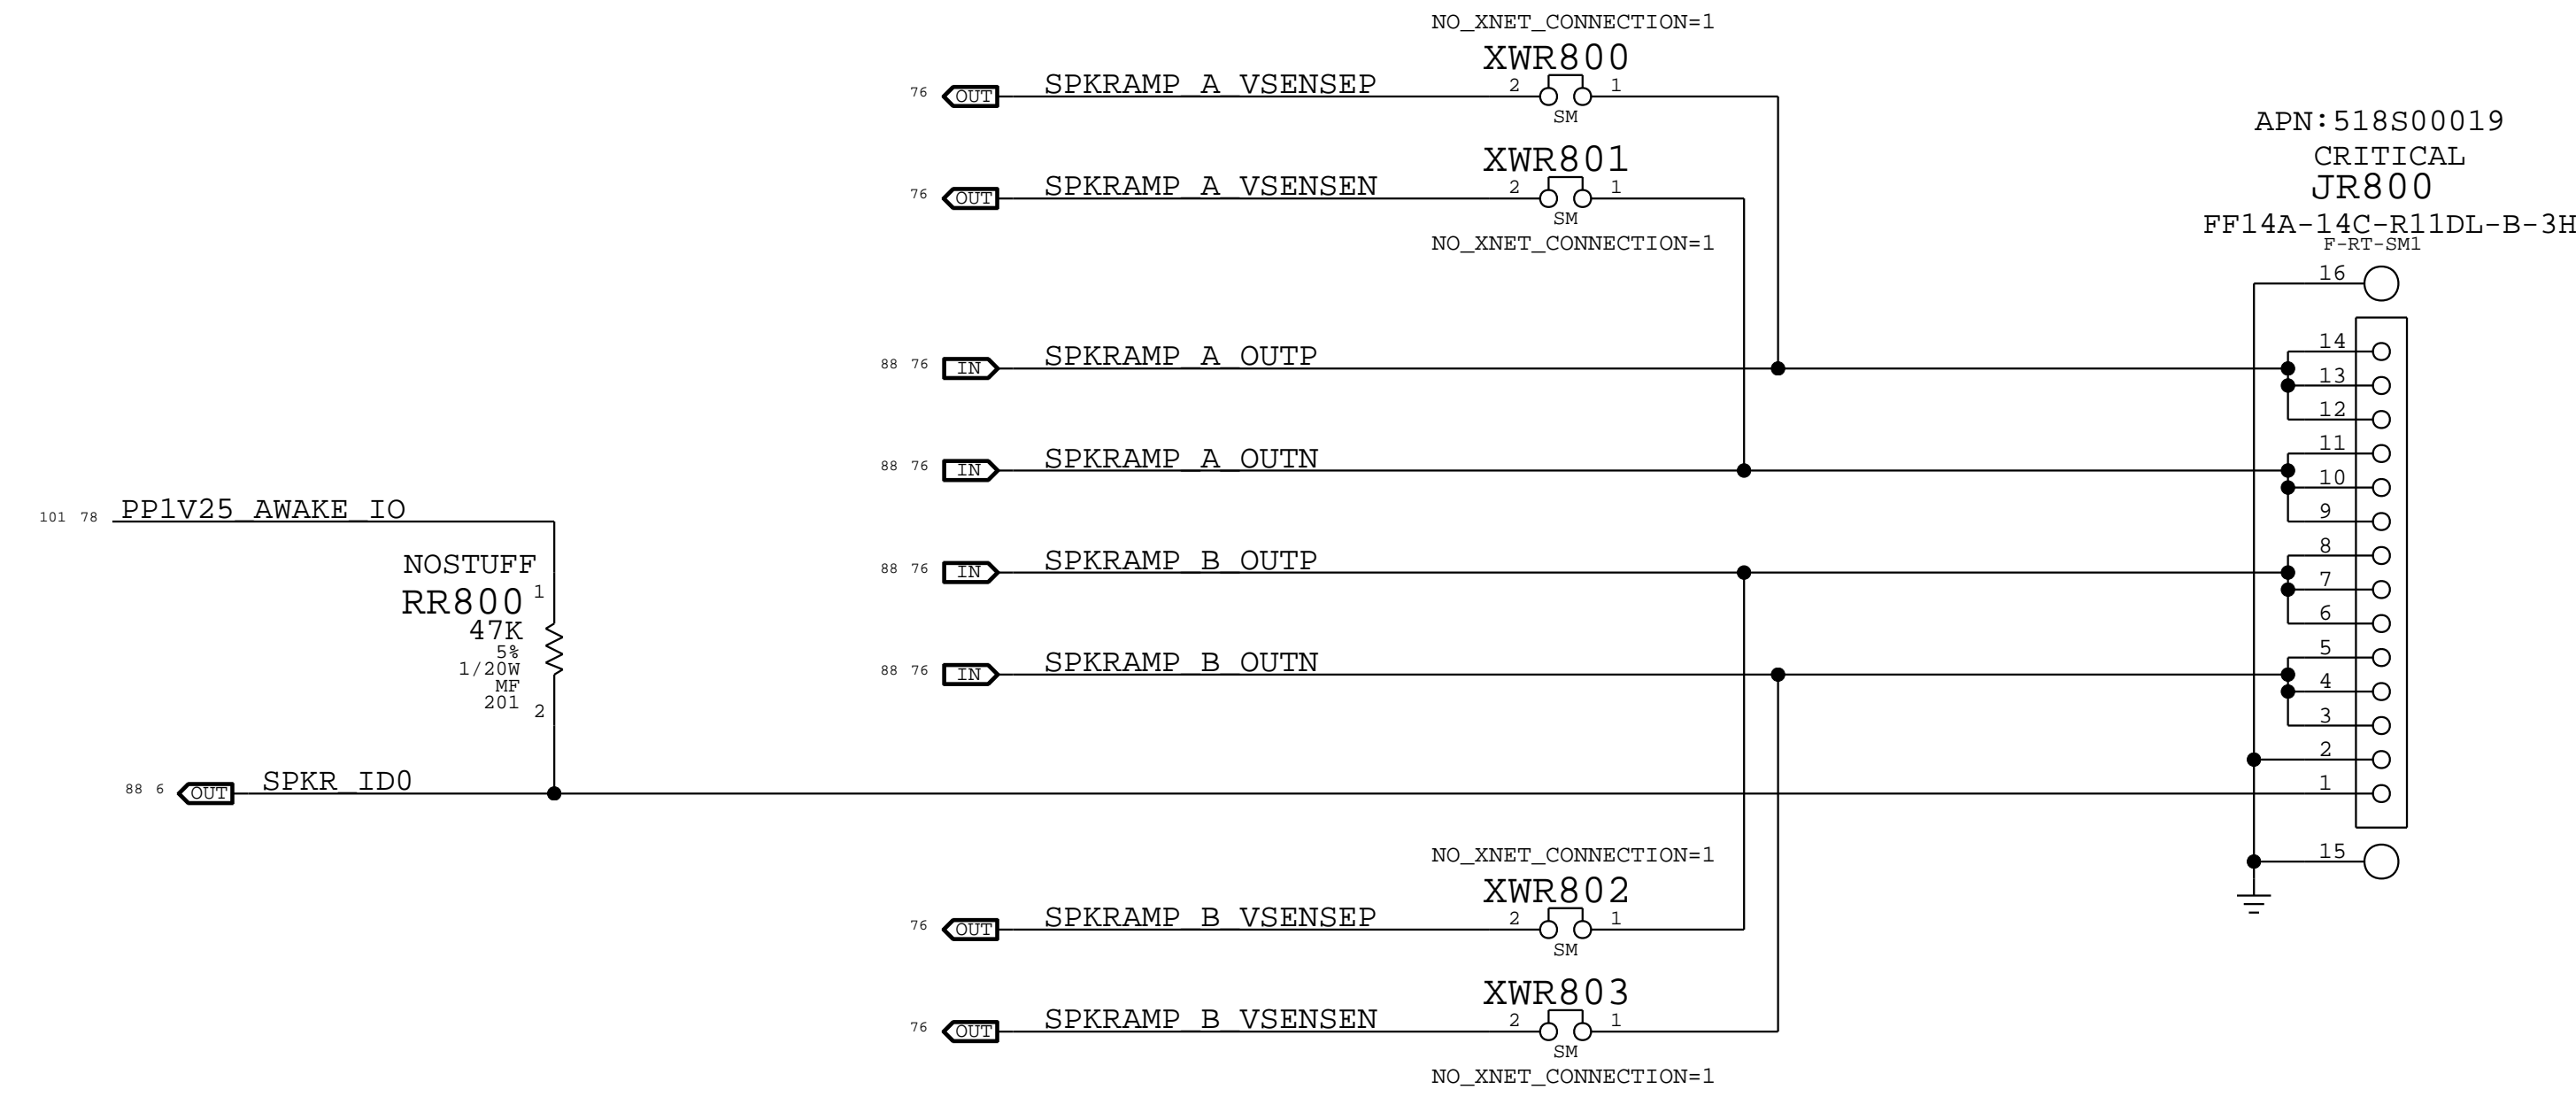 NO_XNET_CONNECTION=1
XWR800
76 OUT SPKRAMP_A_VSENSEP 2 1
SM
XWR801
76 OUT SPKRAMP_A_VSENSEN 2 1
SM
NO_XNET_CONNECTION=1
APN:518S00019
CRITICAL
JR800
FF14A-14C-R11DL-B-3H
F-RT-SM1
16
14
88 76 IN SPKRAMP_A_OUTP
13
12
11
88 76 IN SPKRAMP_A_OUTN
10
9
101 78 PP1V25_AWAKE_IO
NOSTUFF
RR800 1
47K
5%
1/20W
MF
201
2
8
88 76 IN SPKRAMP_B_OUTP
7
6
5
88 76 IN SPKRAMP_B_OUTN
4
3
2
88 6 OUT SPKR_ID0 1
15
NO_XNET_CONNECTION=1
XWR802
76 OUT SPKRAMP_B_VSENSEP 2 1
SM
XWR803
76 OUT SPKRAMP_B_VSENSEN 2 1
SM
NO_XNET_CONNECTION=1